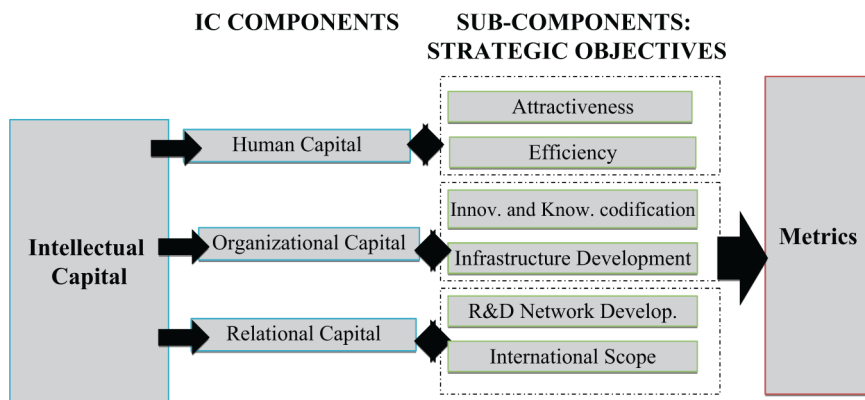 IC COMPONENTS
SUB-COMPONENTS:
STRATEGIC OBJECTIVES
Intellectual
Capital
Human Capital
Organizational Capital
Relational Capital
Attractiveness
Efficiency
Innov. and Know. codification
Infrastructure Development
R&D Network Develop.
International Scope
Metrics